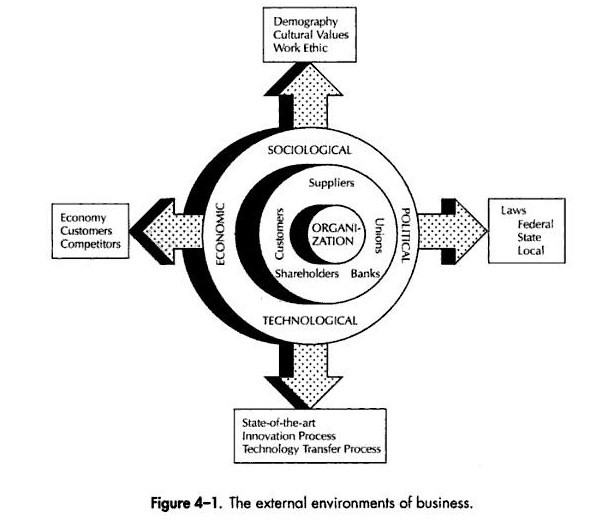 Demography
Cultural Values
Work Ethic
SOCIOLOGICAL
Suppliers
Economy
Customers
Competitors
ECONOMIC
Customers
ORGANI-
ZATION
Unions
POLITICAL
Laws
Federal
State
Local
Shareholders
Banks
TECHNOLOGICAL
State-of-the-art
Innovation Process
Technology Transfer Process
Figure 4–1. The external environments of business.